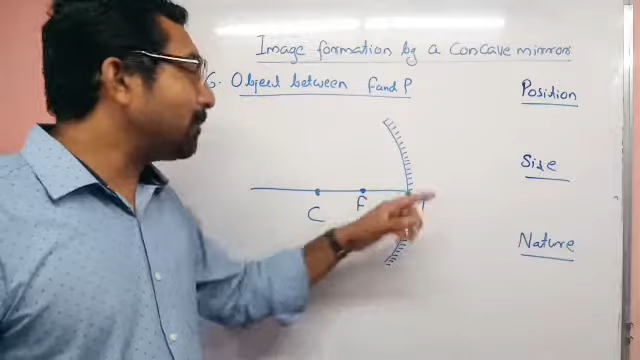 Image formation by a Concave mirrors
6. Object between F and P
Position
Size
C
F
P
Nature